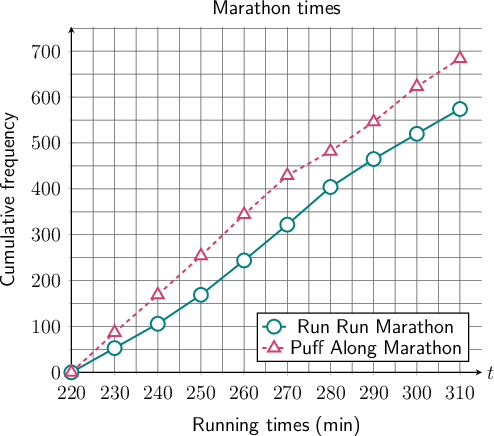 Marathon times
Cumulative frequency
700
600
500
400
300
200
100
0
220 230 240 250 260 270 280 290 300 310
t
Running times (min)
Run Run Marathon
Puff Along Marathon